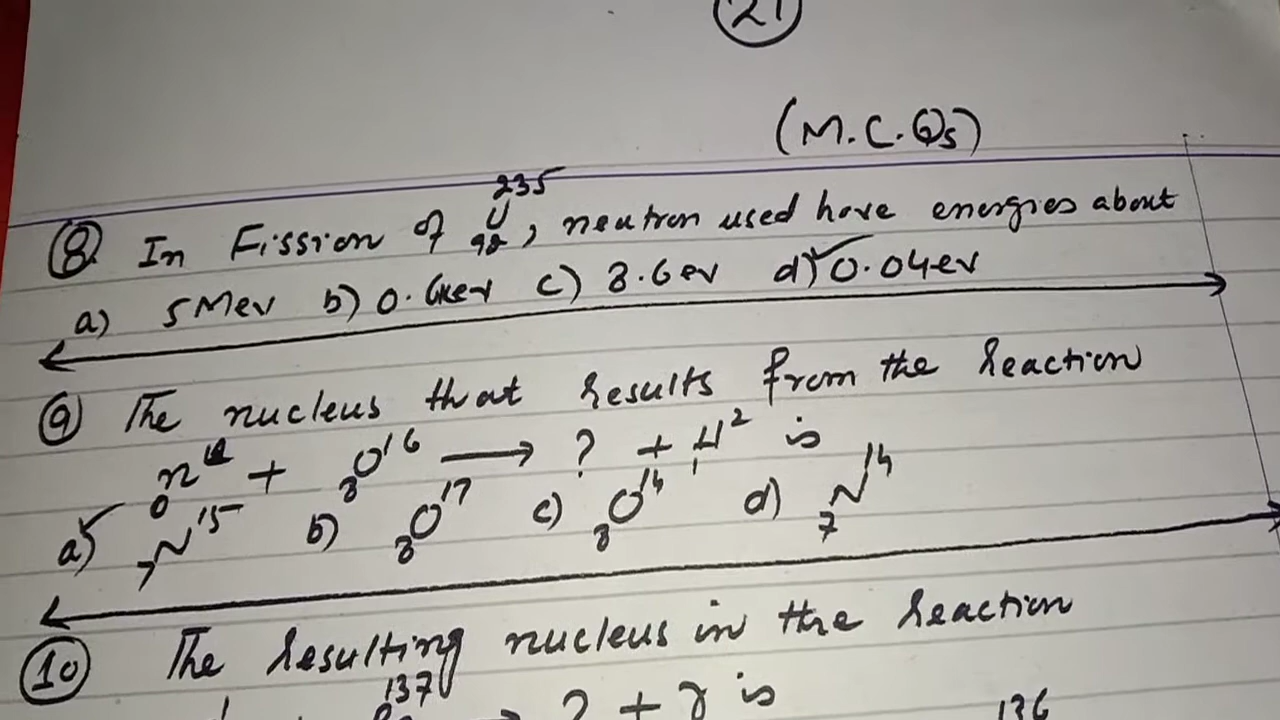 21
(M.C.Qs)
⑧ In Fission of ₉₂U²³⁵, neutron used have energies about
a) 5Mev b) 0.6kev c) 8.6ev d) ✓ 0.04ev
⑨ The nucleus that results from the reaction
₀n¹ + ₈O¹⁶ → ? + ₁H² is
a) ✓ ₇N¹⁵ b) ₈O¹⁷ c) ₈O¹⁴ d) ₇N¹⁴
⑩ The resulting nucleus in the reaction
137 → ? + γ is
136